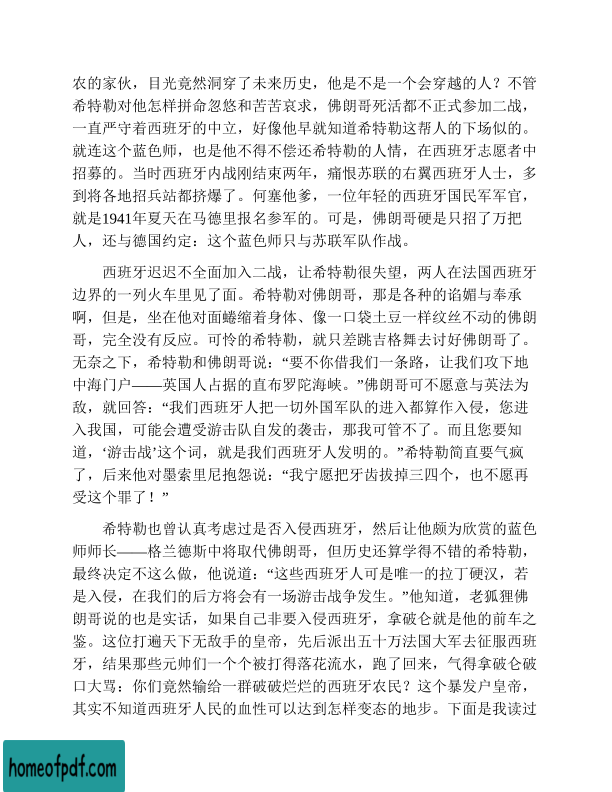 农的家伙，目光竟然洞穿了未来历史，他是不是一个会穿越的人？不管
希特勒对他怎样拼命忽悠和苦苦哀求，佛朗哥死活都不正式参加二战，
一直严守着西班牙的中立，好像他早就知道希特勒这帮人的下场似的。
就连这个蓝色师，也是他不得不偿还希特勒的人情，在西班牙志愿者中
招募的。当时西班牙内战刚结束两年，痛恨苏联的右翼西班牙人士，多
到将各地招兵站都挤爆了。何塞他爹，一位年轻的西班牙国民军军官，
就是1941年夏天在马德里报名参军的。可是，佛朗哥硬是只招了万把
人，还与德国约定：这个蓝色师只与苏联军队作战。
西班牙迟迟不全面加入二战，让希特勒很失望，两人在法国西班牙
边界的一列火车里见了面。希特勒对佛朗哥，那是各种的谄媚与奉承
啊，但是，坐在他对面蜷缩着身体、像一口袋土豆一样纹丝不动的佛朗
哥，完全没有反应。可怜的希特勒，就只差跳吉格舞去讨好佛朗哥了。
无奈之下，希特勒和佛朗哥说：“要不你借我们一条路，让我们攻下地
中海门户——英国人占据的直布罗陀海峡。”佛朗哥可不愿意与英法为
敌，就回答：“我们西班牙人把一切外国军队的进入都算作入侵，您进
入我国，可能会遭受游击队自发的袭击，那我可管不了。而且您要知
道，‘游击战’这个词，就是我们西班牙人发明的。”希特勒简直要气疯
了，后来他对墨索里尼抱怨说：“我宁愿把牙齿拔掉三四个，也不愿再
受这个罪了！”
希特勒也曾认真考虑过是否入侵西班牙，然后让他颇为欣赏的蓝色
师师长——格兰德斯中将取代佛朗哥，但历史还算学得不错的希特勒，
最终决定不这么做，他说道：“这些西班牙人可是唯一的拉丁硬汉，若
是入侵，在我们的后方将会有一场游击战争发生。”他知道，老狐狸佛
朗哥说的也是实话，如果自己非要入侵西班牙，拿破仑就是他的前车之
鉴。这位打遍天下无敌手的皇帝，先后派出五十万法国大军去征服西班
牙，结果那些元帅们一个个被打得落花流水，跑了回来，气得拿破仑破
口大骂：你们竟然输给一群破破烂烂的西班牙农民？这个暴发户皇帝，
其实不知道西班牙人民的血性可以达到怎样变态的地步。下面是我读过
homeofpdf.com